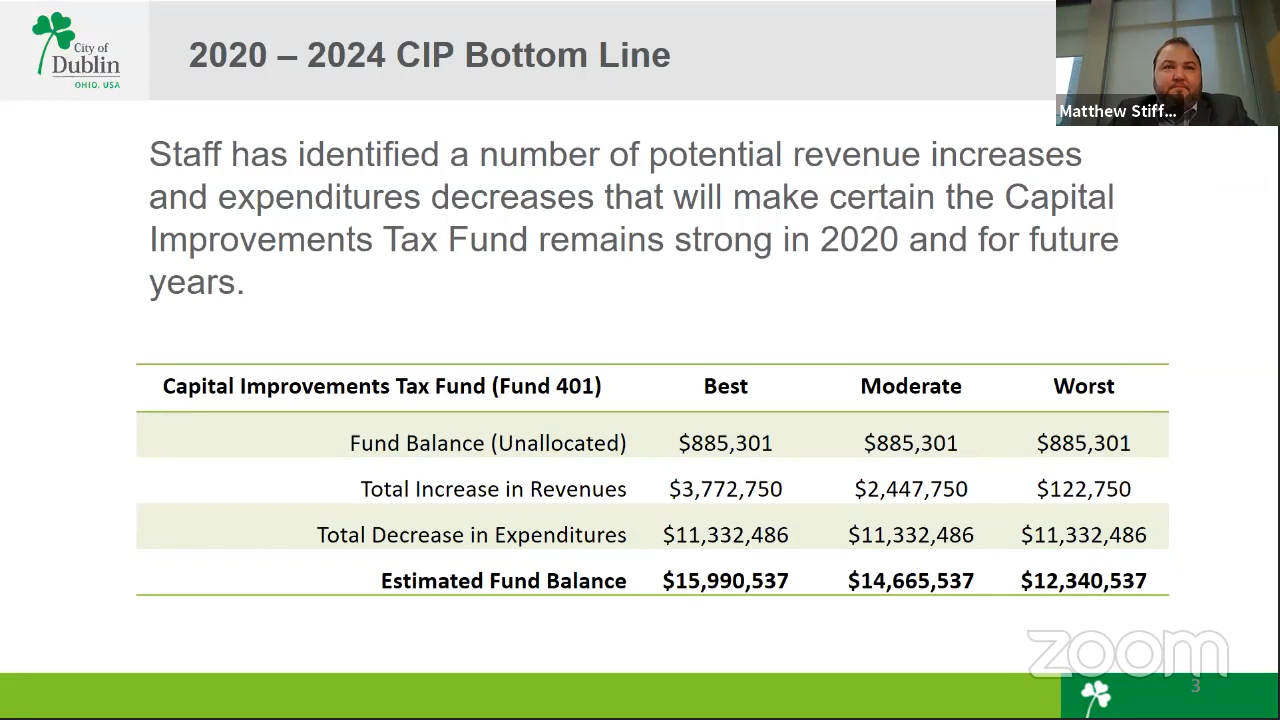 City of
Dublin
OHIO, USA
2020 – 2024 CIP Bottom Line
Matthew Stiff...
Staff has identified a number of potential revenue increases
and expenditures decreases that will make certain the Capital
Improvements Tax Fund remains strong in 2020 and for future
years.
Capital Improvements Tax Fund (Fund 401) Best Moderate Worst
Fund Balance (Unallocated) $885,301 $885,301 $885,301
Total Increase in Revenues $3,772,750 $2,447,750 $122,750
Total Decrease in Expenditures $11,332,486 $11,332,486 $11,332,486
Estimated Fund Balance $15,990,537 $14,665,537 $12,340,537
zoom
3